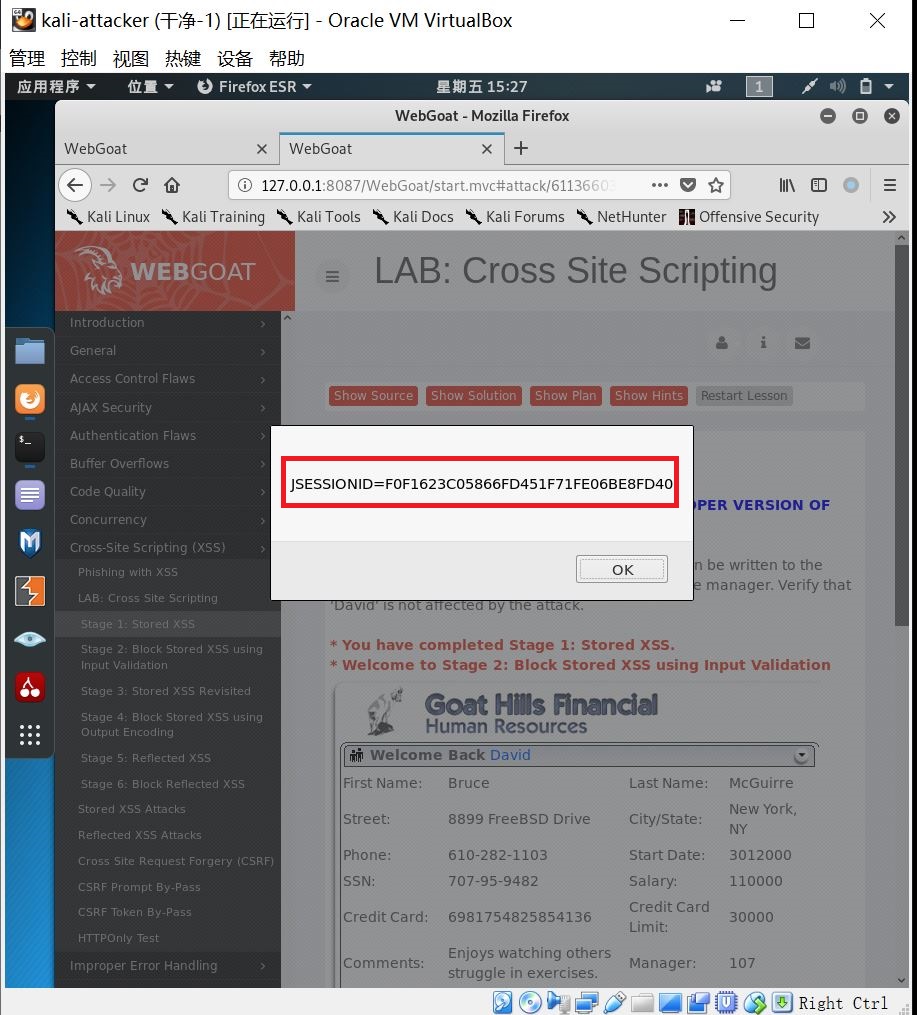 kali-attacker (干净-1) [正在运行] - Oracle VM VirtualBox
管理 控制 视图 热键 设备 帮助
应用程序 位置 Firefox ESR 星期五 15:27 1
WebGoat - Mozilla Firefox
WebGoat WebGoat
127.0.0.1:8087/WebGoat/start.mvc#attack/6113660
Kali Linux Kali Training Kali Tools Kali Docs Kali Forums NetHunter Offensive Security
WEBGOAT
LAB: Cross Site Scripting
Introduction
General
Access Control Flaws
AJAX Security
Authentication Flaws
Buffer Overflows
Code Quality
Concurrency
Cross-Site Scripting (XSS)
Phishing with XSS
LAB: Cross Site Scripting
Stage 1: Stored XSS
Stage 2: Block Stored XSS using
Input Validation
Stage 3: Stored XSS Revisited
Stage 4: Block Stored XSS using
Output Encoding
Stage 5: Reflected XSS
Stage 6: Block Reflected XSS
Stored XSS Attacks
Reflected XSS Attacks
Cross Site Request Forgery (CSRF)
CSRF Prompt By-Pass
CSRF Token By-Pass
HTTPOnly Test
Improper Error Handling
Show Source Show Solution Show Plan Show Hints Restart Lesson
JSESSIONID=F0F1623C05866FD451F71FE06BE8FD40
OK
OPER VERSION OF
n be written to the
e manager. Verify that
'David' is not affected by the attack.
* You have completed Stage 1: Stored XSS.
* Welcome to Stage 2: Block Stored XSS using Input Validation
Goat Hills Financial
Human Resources
Welcome Back David
First Name: Bruce Last Name: McGuirre
Street: 8899 FreeBSD Drive City/State: New York,
NY
Phone: 610-282-1103 Start Date: 3012000
SSN: 707-95-9482 Salary: 110000
Credit Card: 6981754825854136 Credit Card
Limit: 30000
Comments: Enjoys watching others
struggle in exercises. Manager: 107
Right Ctrl